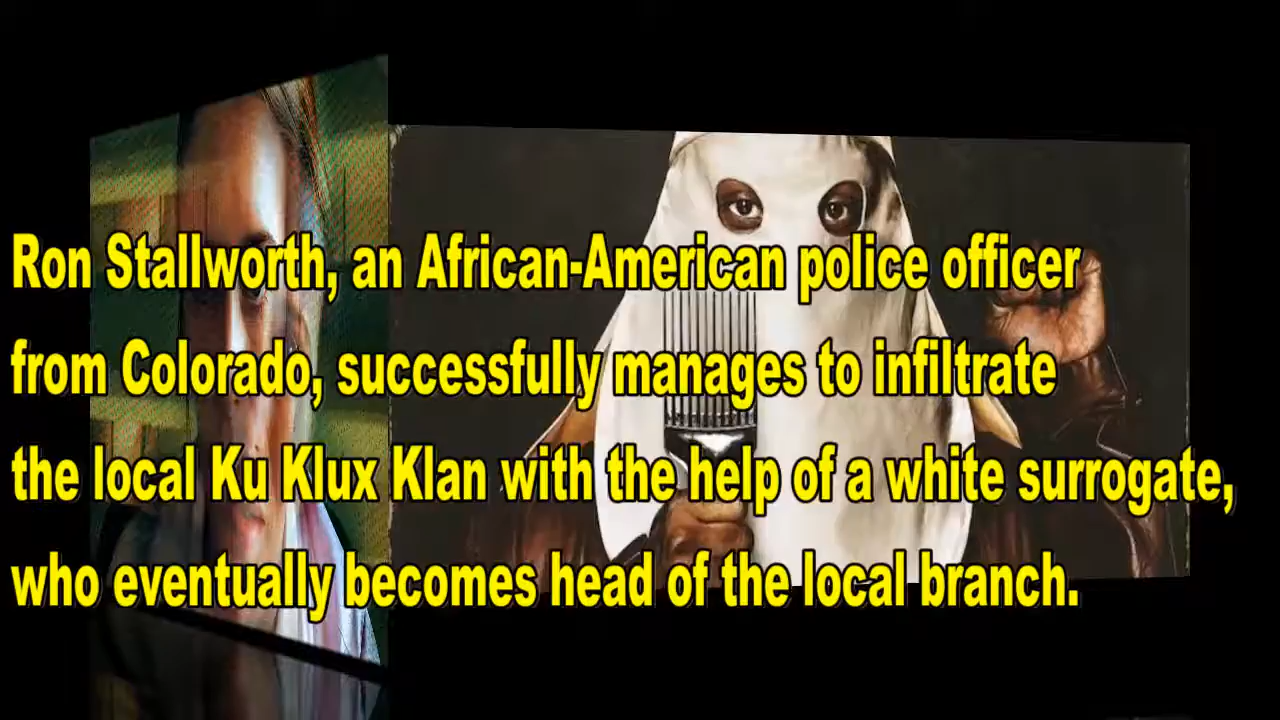 Ron Stallworth, an African-American police officer
from Colorado, successfully manages to infiltrate
the local Ku Klux Klan with the help of a white surrogate,
who eventually becomes head of the local branch.